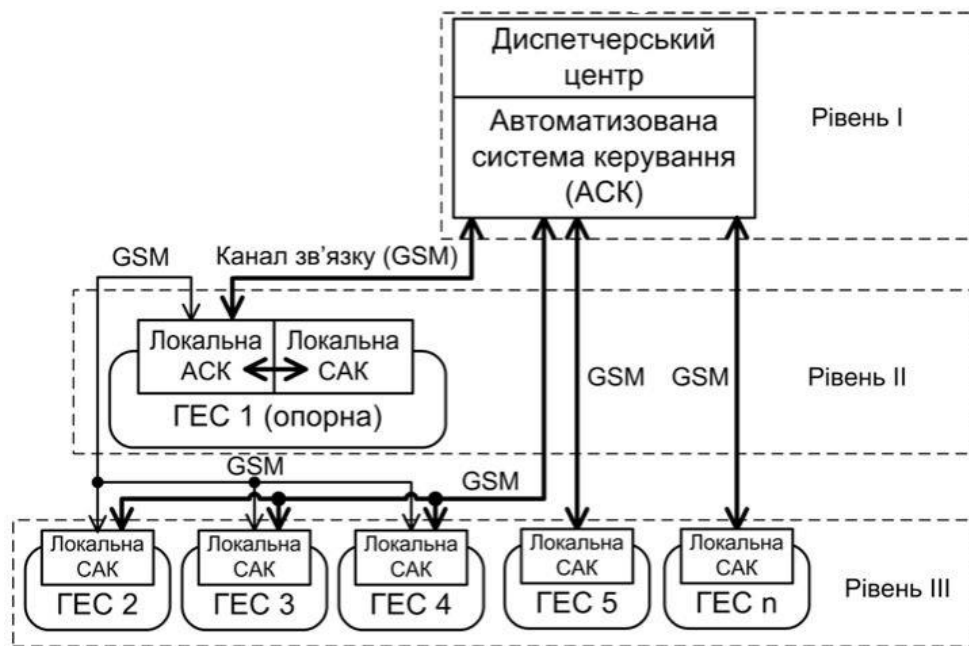 Диспетчерський
центр
Автоматизована
система керування
(АСК)
Рівень I
GSM
Канал зв’язку (GSM)
Локальна
АСК
Локальна
САК
ГЕС 1 (опорна)
GSM
GSM
Рівень II
GSM
GSM
Локальна
САК
ГЕС 2
Локальна
САК
ГЕС 3
Локальна
САК
ГЕС 4
Локальна
САК
ГЕС 5
Локальна
САК
ГЕС n
Рівень III